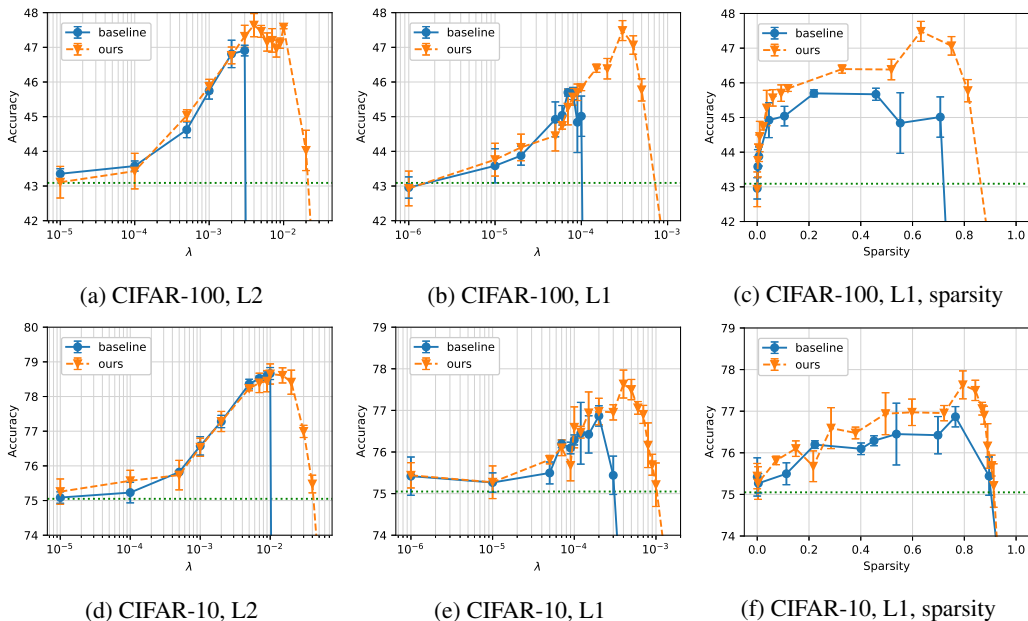 48
47
46
45
44
43
42
Accuracy
baseline
ours
10⁻⁵
10⁻⁴
10⁻³
10⁻²
λ
(a) CIFAR-100, L2
48
47
46
45
44
43
42
Accuracy
baseline
ours
10⁻⁶
10⁻⁵
10⁻⁴
10⁻³
λ
(b) CIFAR-100, L1
48
47
46
45
44
43
42
Accuracy
baseline
ours
0.0
0.2
0.4
0.6
0.8
1.0
Sparsity
(c) CIFAR-100, L1, sparsity
80
79
78
77
76
75
74
Accuracy
baseline
ours
10⁻⁵
10⁻⁴
10⁻³
10⁻²
λ
(d) CIFAR-10, L2
79
78
77
76
75
74
Accuracy
baseline
ours
10⁻⁶
10⁻⁵
10⁻⁴
10⁻³
λ
(e) CIFAR-10, L1
79
78
77
76
75
74
Accuracy
baseline
ours
0.0
0.2
0.4
0.6
0.8
1.0
Sparsity
(f) CIFAR-10, L1, sparsity